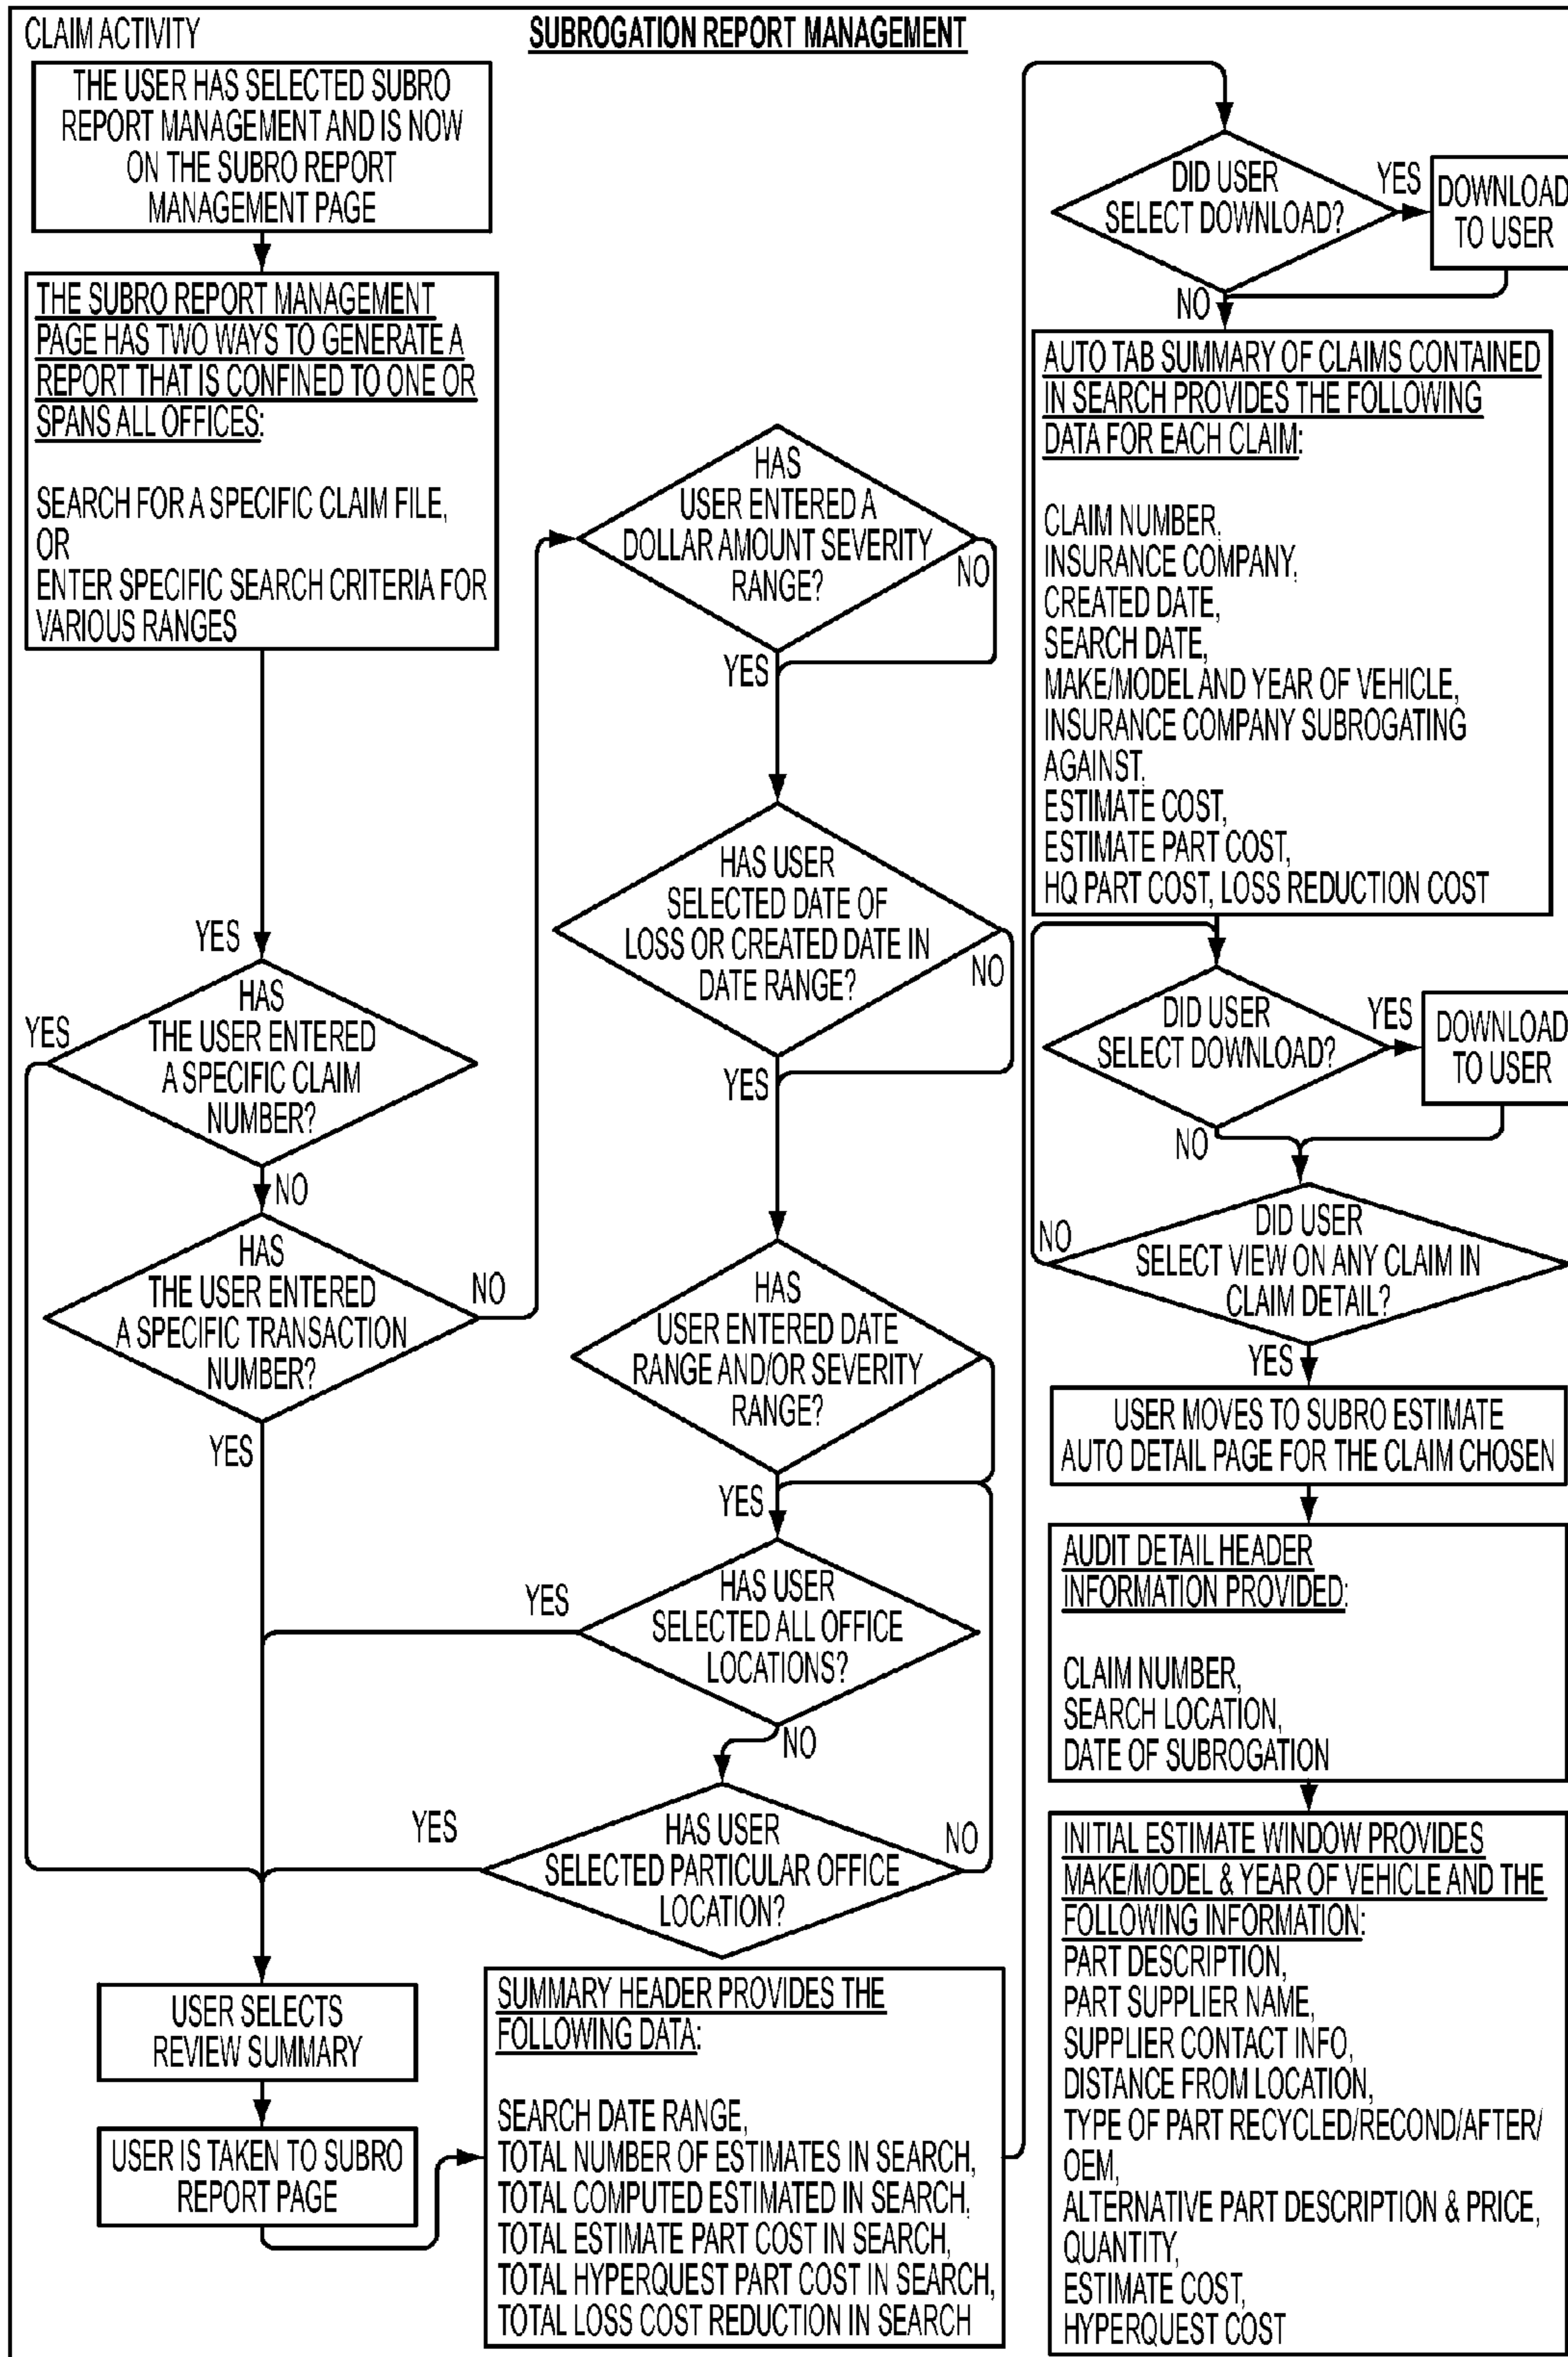 CLAIM ACTIVITY
SUBROGATION REPORT MANAGEMENT
THE USER HAS SELECTED SUBRO
REPORT MANAGEMENT AND IS NOW
ON THE SUBRO REPORT
MANAGEMENT PAGE
THE SUBRO REPORT MANAGEMENT
PAGE HAS TWO WAYS TO GENERATE A
REPORT THAT IS CONFINED TO ONE OR
SPANS ALL OFFICES:
SEARCH FOR A SPECIFIC CLAIM FILE,
OR
ENTER SPECIFIC SEARCH CRITERIA FOR
VARIOUS RANGES
YES
HAS
THE USER ENTERED
A SPECIFIC CLAIM
NUMBER?
YES
NO
HAS
THE USER ENTERED
A SPECIFIC TRANSACTION
NUMBER?
NO
YES
HAS
USER ENTERED A
DOLLAR AMOUNT SEVERITY
RANGE?
NO
YES
HAS USER
SELECTED DATE OF
LOSS OR CREATED DATE IN
DATE RANGE?
NO
YES
HAS
USER ENTERED DATE
RANGE AND/OR SEVERITY
RANGE?
YES
HAS USER
SELECTED ALL OFFICE
LOCATIONS?
YES
NO
HAS USER
SELECTED PARTICULAR OFFICE
LOCATION?
YES
NO
USER SELECTS
REVIEW SUMMARY
USER IS TAKEN TO SUBRO
REPORT PAGE
SUMMARY HEADER PROVIDES THE
FOLLOWING DATA:
SEARCH DATE RANGE,
TOTAL NUMBER OF ESTIMATES IN SEARCH,
TOTAL COMPUTED ESTIMATED IN SEARCH,
TOTAL ESTIMATE PART COST IN SEARCH,
TOTAL HYPERQUEST PART COST IN SEARCH,
TOTAL LOSS COST REDUCTION IN SEARCH
DID USER
SELECT DOWNLOAD?
YES
DOWNLOAD
TO USER
NO
AUTO TAB SUMMARY OF CLAIMS CONTAINED
IN SEARCH PROVIDES THE FOLLOWING
DATA FOR EACH CLAIM:
CLAIM NUMBER,
INSURANCE COMPANY,
CREATED DATE,
SEARCH DATE,
MAKE/MODEL AND YEAR OF VEHICLE,
INSURANCE COMPANY SUBROGATING
AGAINST,
ESTIMATE COST,
ESTIMATE PART COST,
HQ PART COST, LOSS REDUCTION COST
DID USER
SELECT DOWNLOAD?
YES
DOWNLOAD
TO USER
NO
DID USER
SELECT VIEW ON ANY CLAIM IN
CLAIM DETAIL?
NO
YES
USER MOVES TO SUBRO ESTIMATE
AUTO DETAIL PAGE FOR THE CLAIM CHOSEN
AUDIT DETAIL HEADER
INFORMATION PROVIDED:
CLAIM NUMBER,
SEARCH LOCATION,
DATE OF SUBROGATION
INITIAL ESTIMATE WINDOW PROVIDES
MAKE/MODEL & YEAR OF VEHICLE AND THE
FOLLOWING INFORMATION:
PART DESCRIPTION,
PART SUPPLIER NAME,
SUPPLIER CONTACT INFO,
DISTANCE FROM LOCATION,
TYPE OF PART RECYCLED/RECOND/AFTER/
OEM,
ALTERNATIVE PART DESCRIPTION & PRICE,
QUANTITY,
ESTIMATE COST,
HYPERQUEST COST